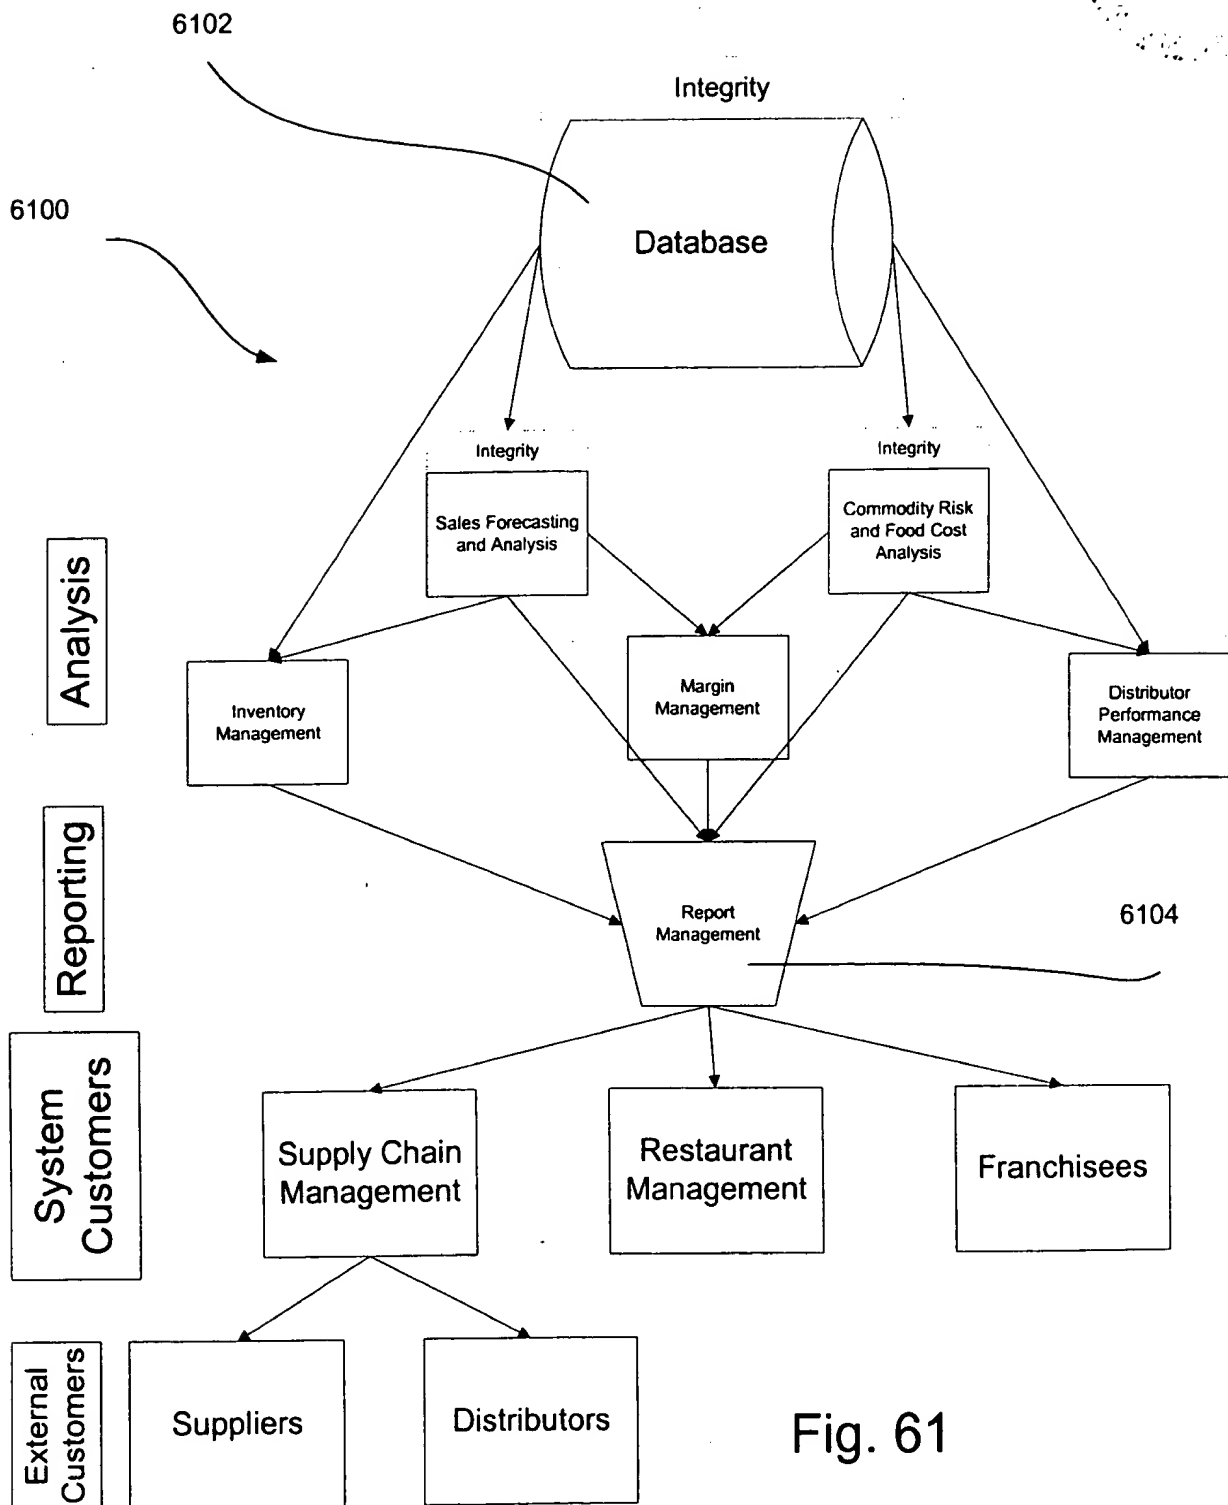 6102
Integrity
6100
Database
Integrity
Integrity
Sales Forecasting
and Analysis
Commodity Risk
and Food Cost
Analysis
Analysis
Inventory
Management
Margin
Management
Distributor
Performance
Management
Reporting
Report
Management
6104
System
Customers
Supply Chain
Management
Restaurant
Management
Franchisees
External
Customers
Suppliers
Distributors
Fig. 61